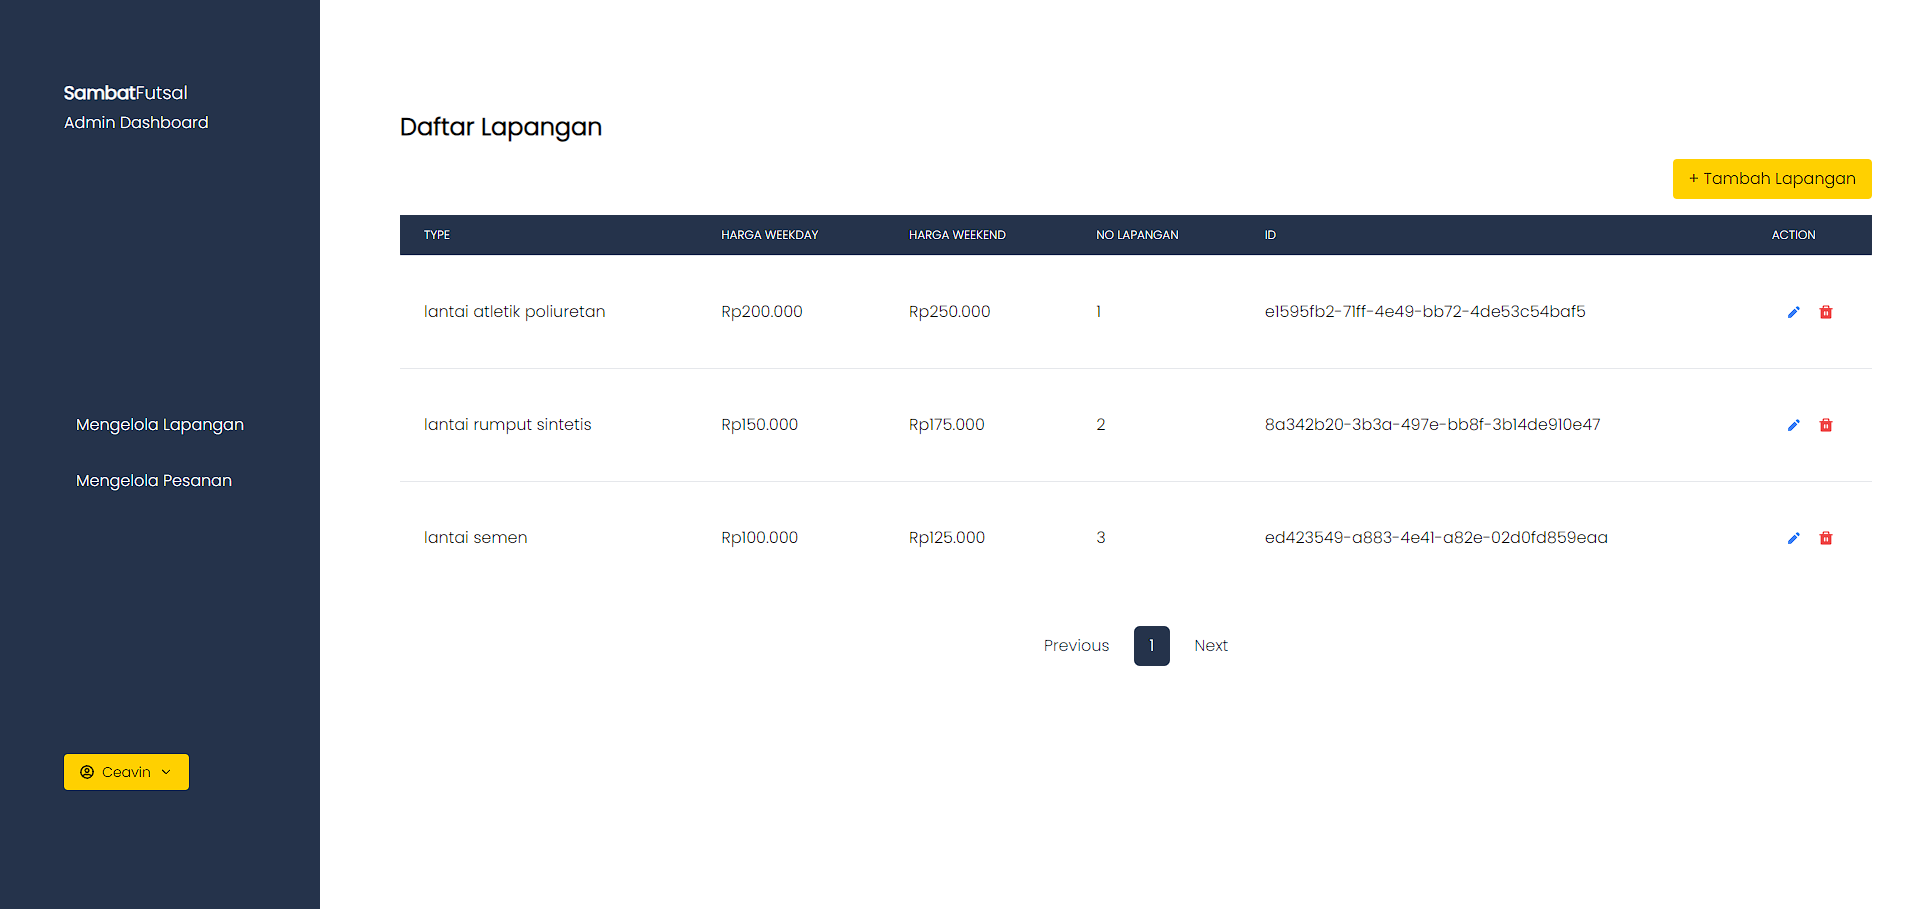 SambatFutsal
Admin Dashboard
Mengelola Lapangan
Mengelola Pesanan
Ceavin
Daftar Lapangan
+ Tambah Lapangan
TYPE HARGA WEEKDAY HARGA WEEKEND NO LAPANGAN ID ACTION
lantai atletik poliuretan Rp200.000 Rp250.000 1 e1595fb2-71ff-4e49-bb72-4de53c54baf5
lantai rumput sintetis Rp150.000 Rp175.000 2 8a342b20-3b3a-497e-bb8f-3b14de910e47
lantai semen Rp100.000 Rp125.000 3 ed423549-a883-4e41-a82e-02d0fd859eaa
Previous 1 Next